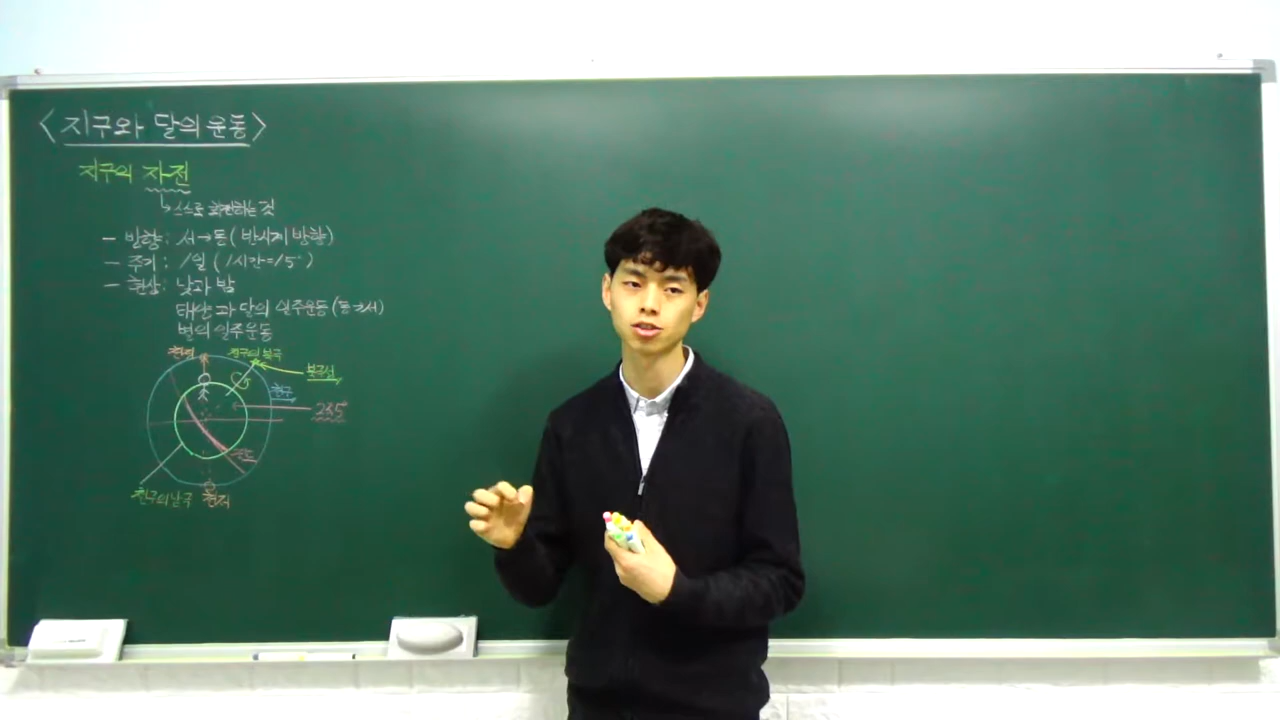 <지구와 달의 운동>
지구의 자전
→ 스스로 회전하는 것
- 방향: 서→동 (반시계 방향)
- 주기: 1일 (1시간=15°)
- 현상: 낮과 밤
태양과 달의 일주운동 (동→서)
별의 일주운동
천정 천구의 북극
북극성
천구
23.5°
적도
천구의 남극 천저